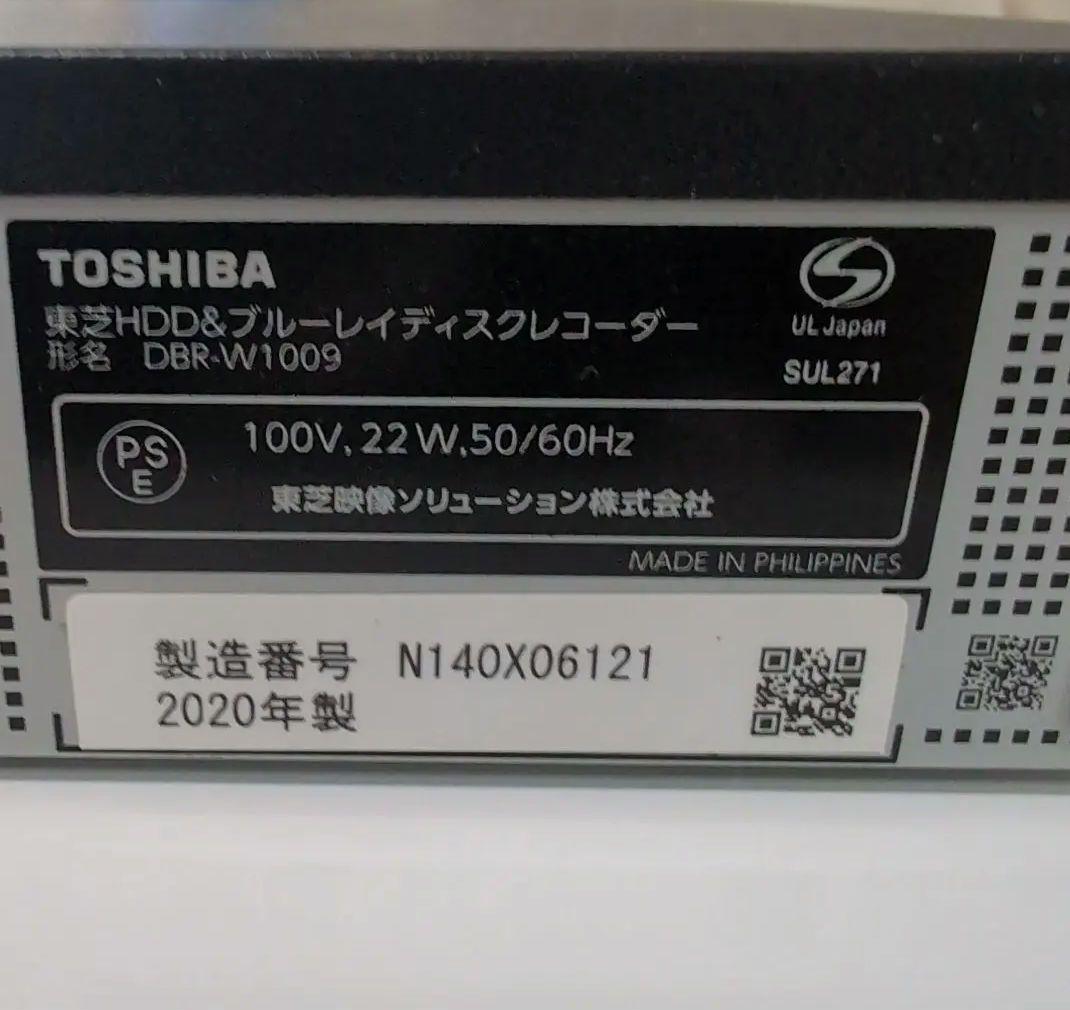 TOSHIBA
東芝HDD&ブルーレイディスクレコーダー
形名 DBR-W1009
UL Japan
SUL271
PS
E
100V, 22W, 50/60Hz
東芝映像ソリューション株式会社
MADE IN PHILIPPINES
製造番号 N140X06121
2020年製